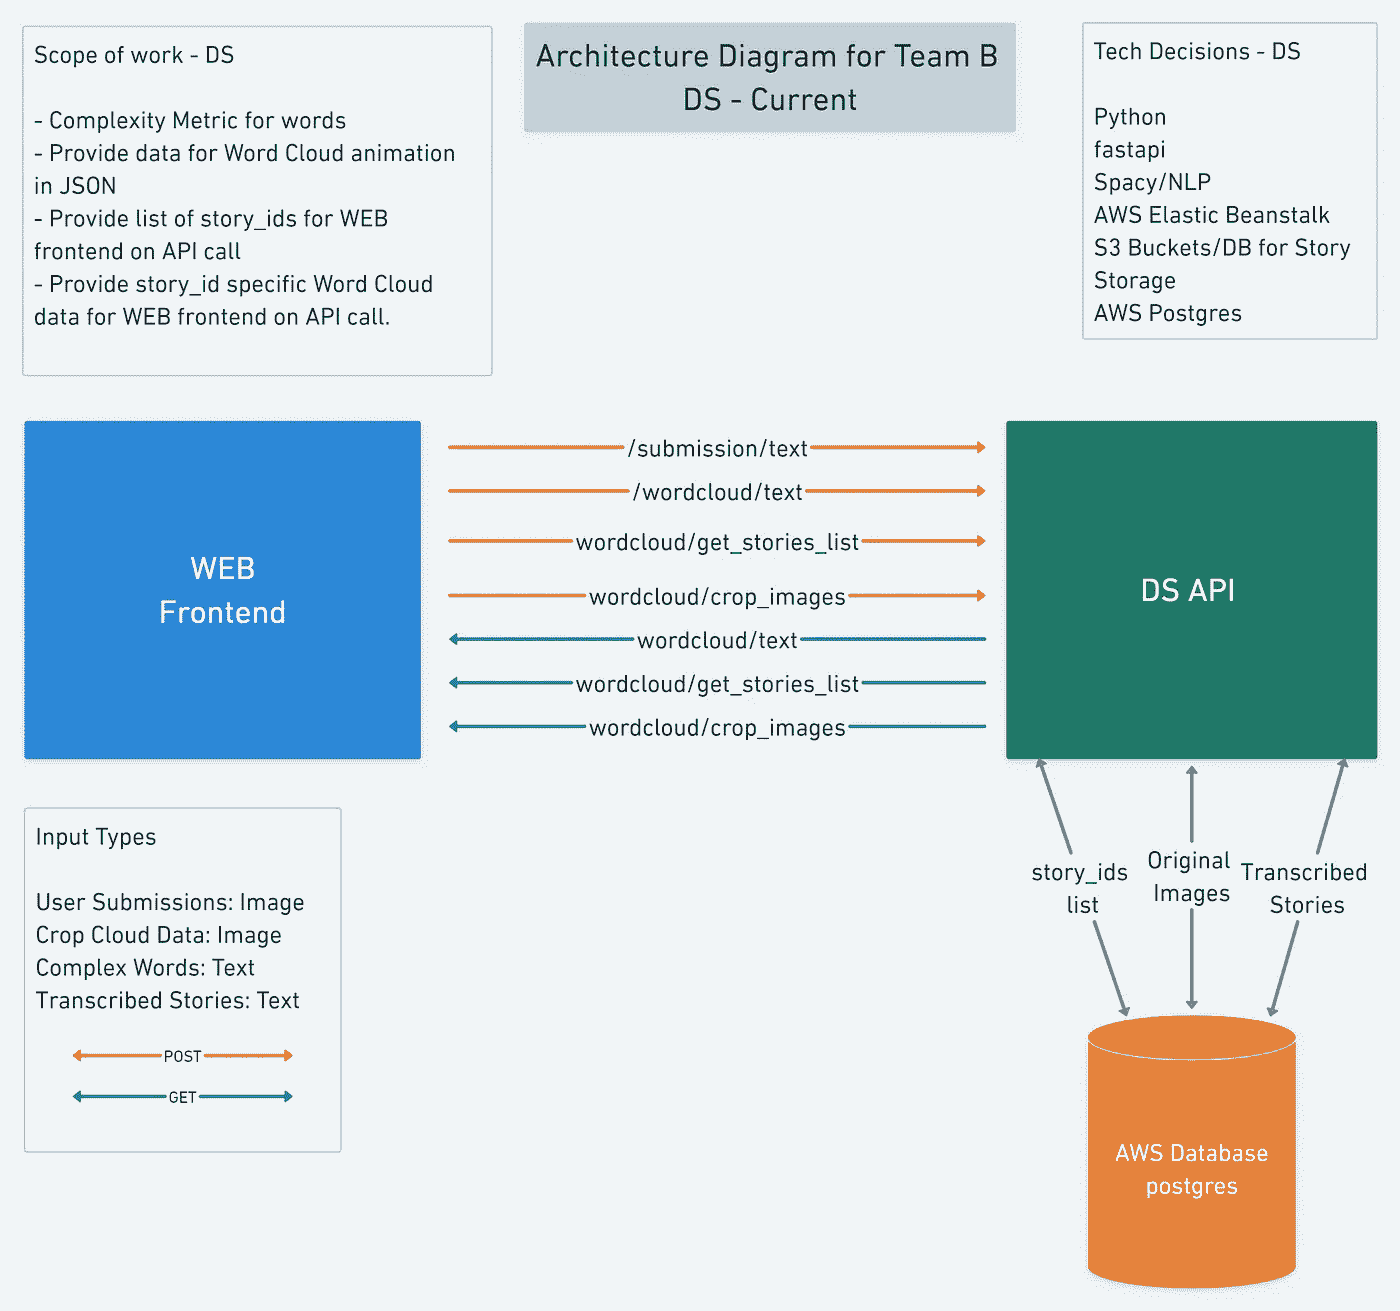 Scope of work - DS
- Complexity Metric for words
- Provide data for Word Cloud animation
in JSON
- Provide list of story_ids for WEB
frontend on API call
- Provide story_id specific Word Cloud
data for WEB frontend on API call.
Architecture Diagram for Team B
DS - Current
Tech Decisions - DS
Python
fastapi
Spacy/NLP
AWS Elastic Beanstalk
S3 Buckets/DB for Story
Storage
AWS Postgres
WEB
Frontend
/submission/text
/wordcloud/text
wordcloud/get_stories_list
wordcloud/crop_images
wordcloud/text
wordcloud/get_stories_list
wordcloud/crop_images
DS API
Input Types
User Submissions: Image
Crop Cloud Data: Image
Complex Words: Text
Transcribed Stories: Text
POST
GET
story_ids
list
Original
Images
Transcribed
Stories
AWS Database
postgres